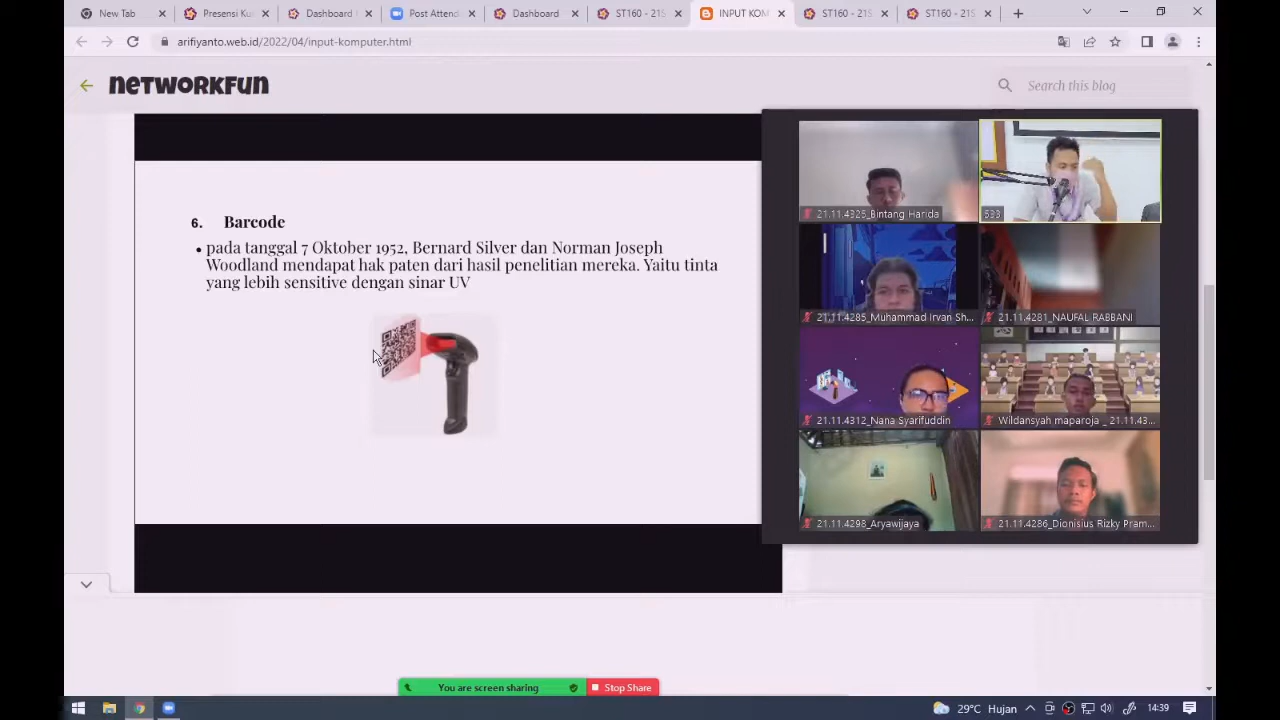 New Tab
Presensi Ku
Dashboard
Post Attend
Dashboard
ST160 - 21S
INPUT KOM
ST160 - 21S
ST160 - 21S
arifiyanto.web.id/2022/04/input-komputer.html
NETWORKFUN
Search this blog
6. Barcode
• pada tanggal 7 Oktober 1952, Bernard Silver dan Norman Joseph
Woodland mendapat hak paten dari hasil penelitian mereka. Yaitu tinta
yang lebih sensitive dengan sinar UV
21.11.4325_Bintang Harida
533
21.11.4285_Muhammad Irvan Sh...
21.11.4281_NAUFAL RABBANI
21.11.4312_Nana Syarifuddin
Wildansyah maparoja _ 21.11.43...
21.11.4298_Aryawijaya
21.11.4286_Dionisius Rizky Pram...
You are screen sharing
Stop Share
29°C Hujan
14:39